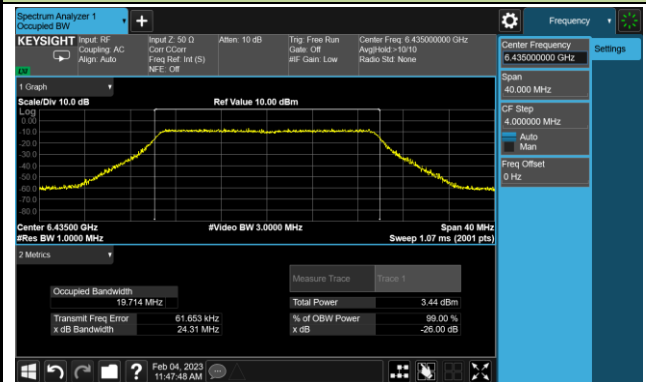 Spectrum Analyzer 1
Occupied BW
+
Frequency
KEYSIGHT Input: RF Input Z: 50 Ω Atten: 10 dB Trig: Free Run Center Freq: 6.435000000 GHz
Coupling: AC Corr CCorr Gate: Off Avg|Hold:>10/10
Align: Auto Freq Ref: Int (S) #IF Gain: Low Radio Std: None
NFE: Off
Center Frequency
6.435000000 GHz
Settings
Span
40.000 MHz
CF Step
4.000000 MHz
Auto
Man
Freq Offset
0 Hz
1 Graph
Scale/Div 10.0 dB Ref Value 10.00 dBm
Log
0.00
-10.0
-20.0
-30.0
-40.0
-50.0
-60.0
-70.0
-80.0
Center 6.43500 GHz #Video BW 3.0000 MHz Span 40 MHz
#Res BW 1.0000 MHz Sweep 1.07 ms (2001 pts)
2 Metrics
Measure Trace Trace 1
Occupied Bandwidth
19.714 MHz Total Power 3.44 dBm
Transmit Freq Error 61.653 kHz % of OBW Power 99.00 %
x dB Bandwidth 24.31 MHz x dB -26.00 dB
? Feb 04, 2023
11:47:48 AM